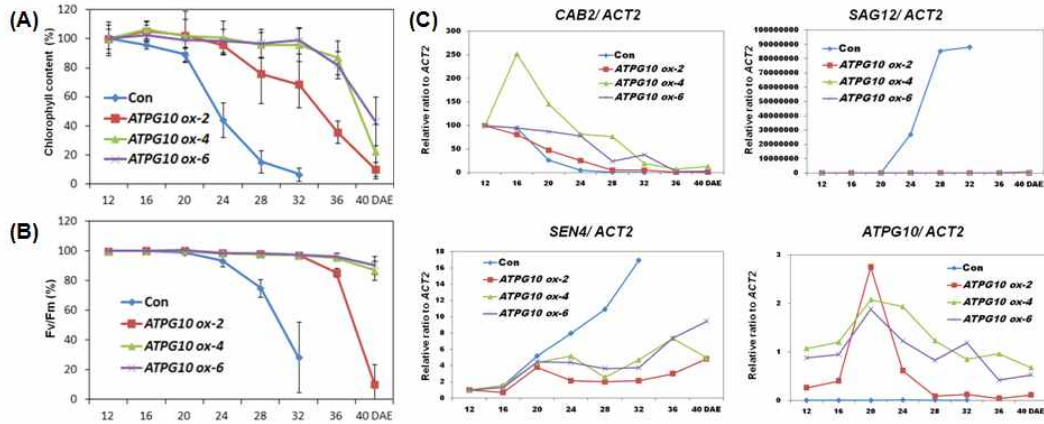 (A)
Chlorophyll content (%)
120
100
80
60
40
20
0
Con
ATPG10 ox-2
ATPG10 ox-4
ATPG10 ox-6
12 16 20 24 28 32 36 40 DAE
(B)
Fv/Fm (%)
120
100
80
60
40
20
0
Con
ATPG10 ox-2
ATPG10 ox-4
ATPG10 ox-6
12 16 20 24 28 32 36 40 DAE
(C)
CAB2/ ACT2
Relative ratio to ACT2
300
250
200
150
100
50
0
Con
ATPG10 ox-2
ATPG10 ox-4
ATPG10 ox-6
12 16 20 24 28 32 36 40 DAE
SAG12/ ACT2
Relative ratio to ACT2
100000000
90000000
80000000
70000000
60000000
50000000
40000000
30000000
20000000
10000000
0
Con
ATPG10 ox-2
ATPG10 ox-4
ATPG10 ox-6
12 16 20 24 28 32 36 40 DAE
SEN4/ ACT2
Relative ratio to ACT2
18
16
14
12
10
8
6
4
2
0
Con
ATPG10 ox-2
ATPG10 ox-4
ATPG10 ox-6
12 16 20 24 28 32 36 40 DAE
ATPG10/ ACT2
Relative ratio to ACT2
3
2
1
0
Con
ATPG10 ox-2
ATPG10 ox-4
ATPG10 ox-6
12 16 20 24 28 32 36 40 DAE